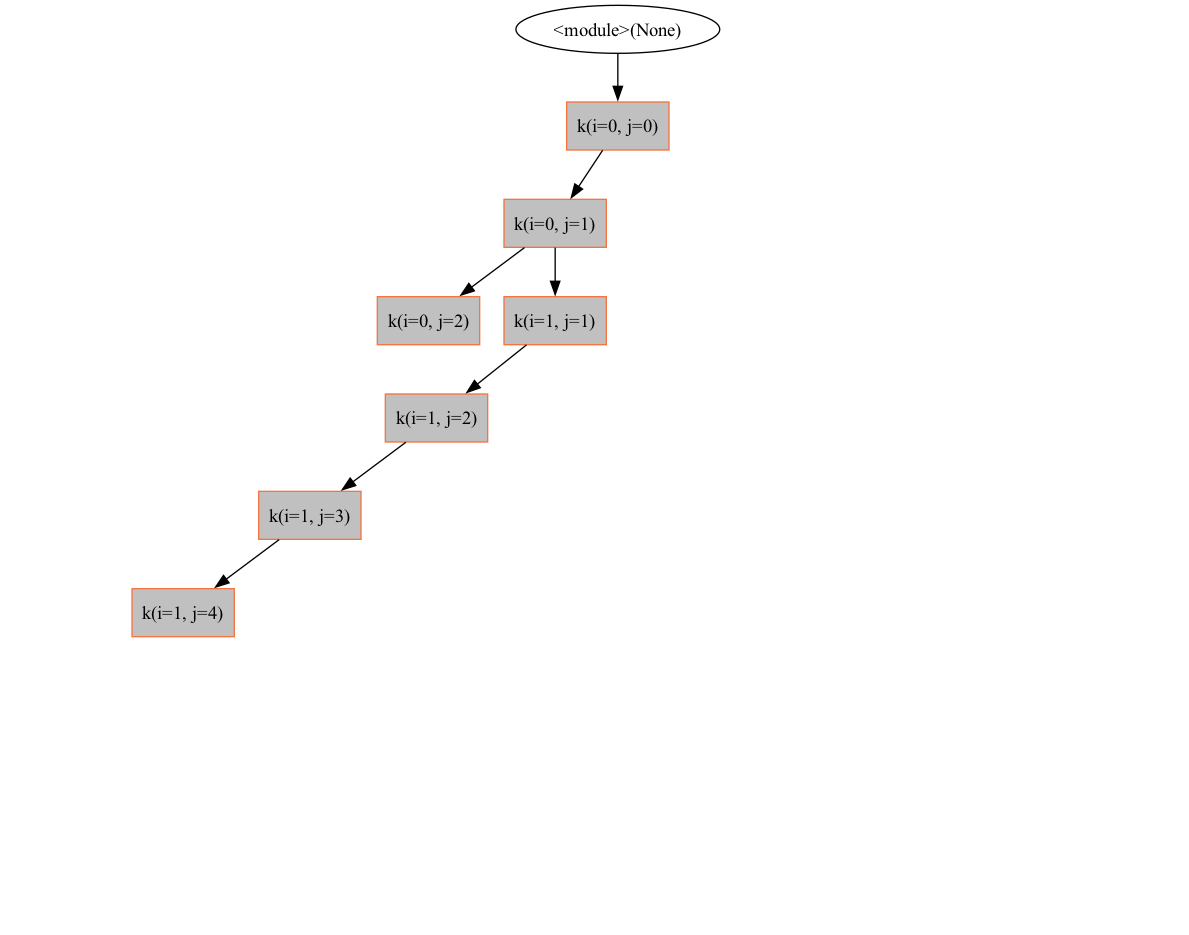 <module>(None)
k(i=0, j=0)
k(i=0, j=1)
k(i=0, j=2)
k(i=1, j=1)
k(i=1, j=2)
k(i=1, j=3)
k(i=1, j=4)